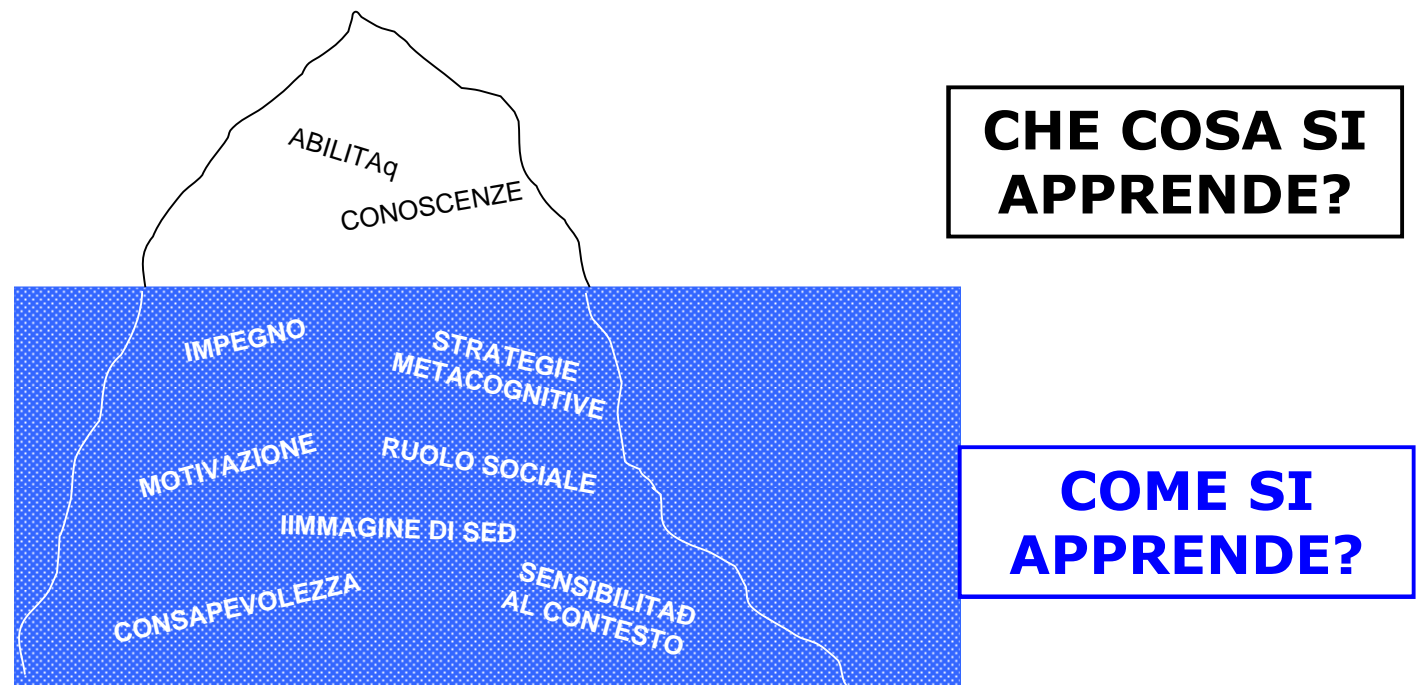 ABILITAq
CONOSCENZE
CHE COSA SI
APPRENDE?
IMPEGNO
STRATEGIE
METACOGNITIVE
MOTIVAZIONE
RUOLO SOCIALE
IIMMAGINE DI SEĐ
CONSAPEVOLEZZA
SENSIBILITAĐ
AL CONTESTO
COME SI
APPRENDE?